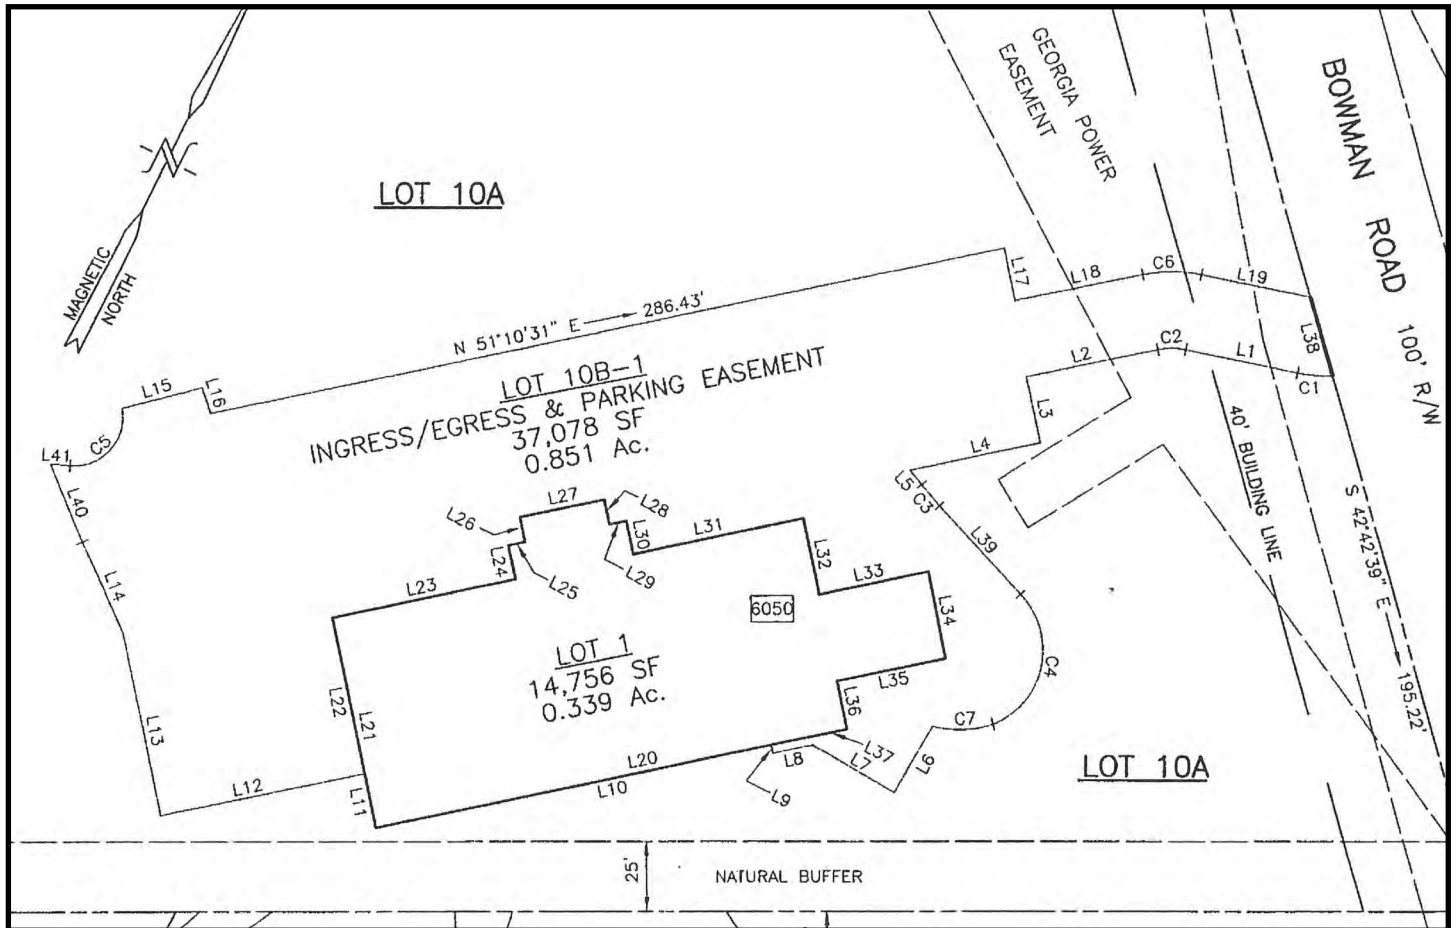 GEORGIA POWER
EASEMENT
BOWMAN ROAD 100' R/W
LOT 10A
MAGNETIC
NORTH
L17
L18
C6
L19
N 51°10'31" E 286.43'
L38
L15
L16
C2
L2
L1
C1
LOT 10B-1
INGRESS/EGRESS & PARKING EASEMENT
37,078 SF
0.851 Ac.
L3
C5
L41
L4
40' BUILDING LINE
L40
L5
C3
L27
L28
L26
L30
L31
L39
S 42°42'39" E 195.22'
L24
L29
L25
L32
L33
L14
L23
6050
L34
LOT 1
14,756 SF
0.339 Ac.
C4
L35
L22
L21
L36
L13
C7
L37
L20
L8
L7
L6
LOT 10A
L12
L10
L9
L11
25'
NATURAL BUFFER